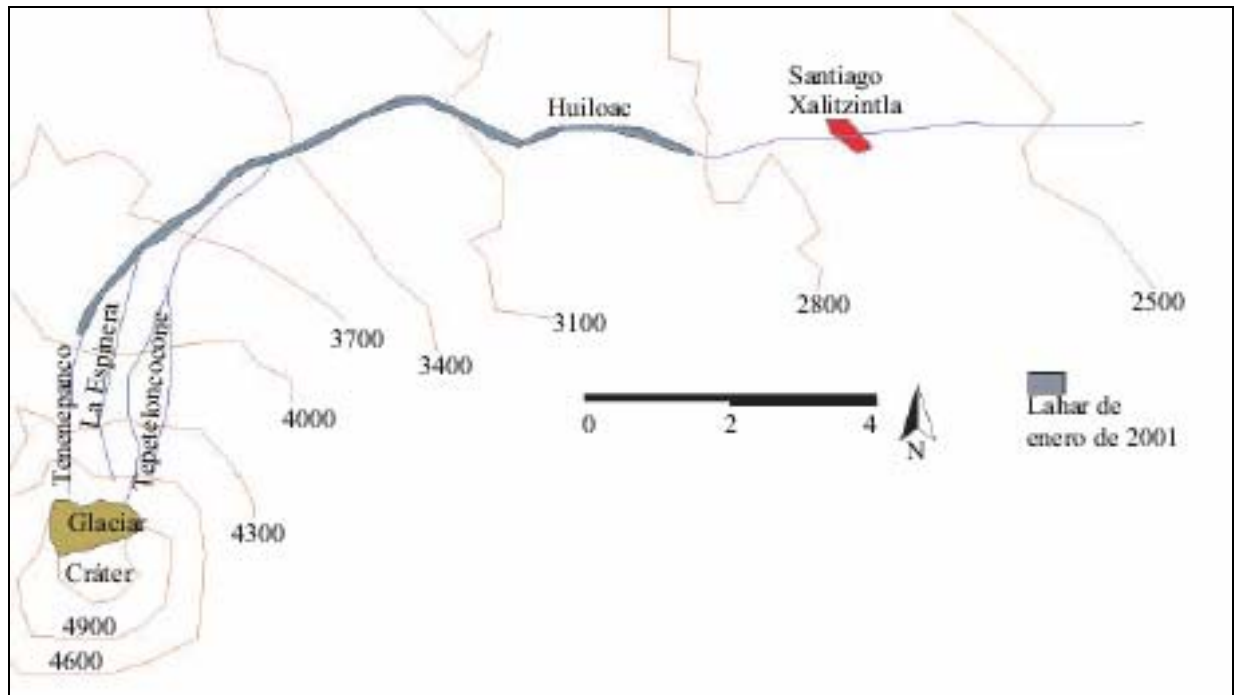 Santiago
Xalitzintla
Huiloac
2800
2500
3100
3700
3400
4000
Tenenepanco
La Espinera
Tepeteloncocone
0 2 4
N
Lahar de
enero de 2001
Glaciar
4300
Cráter
4900
4600